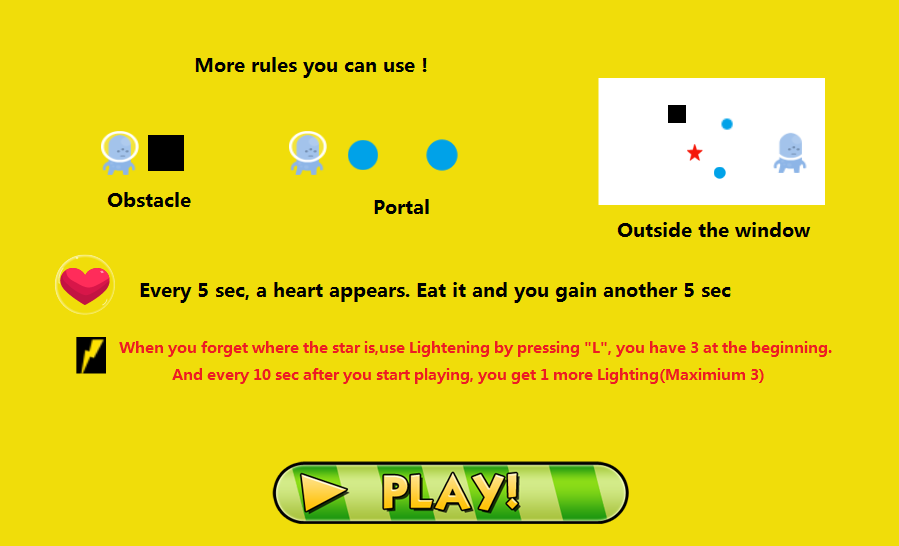 More rules you can use !
Obstacle
Portal
Outside the window
Every 5 sec, a heart appears. Eat it and you gain another 5 sec
When you forget where the star is,use Lightening by pressing "L", you have 3 at the beginning.
And every 10 sec after you start playing, you get 1 more Lighting(Maximium 3)
PLAY!